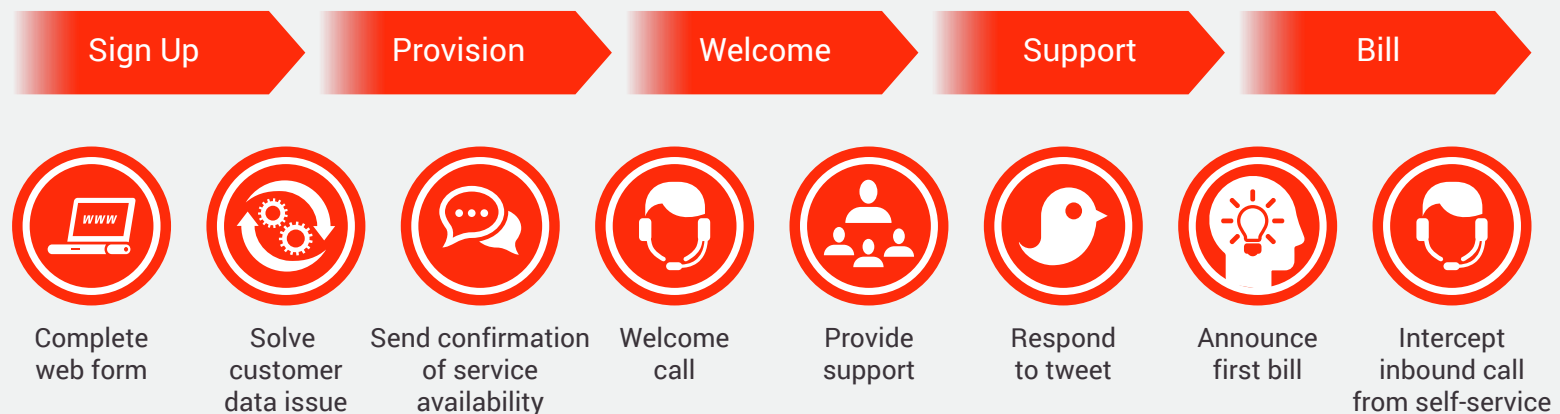 Sign Up
Provision
Welcome
Support
Bill
www
Complete
web form
Solve
customer
data issue
Send confirmation
of service
availability
Welcome
call
Provide
support
Respond
to tweet
Announce
first bill
Intercept
inbound call
from self-service